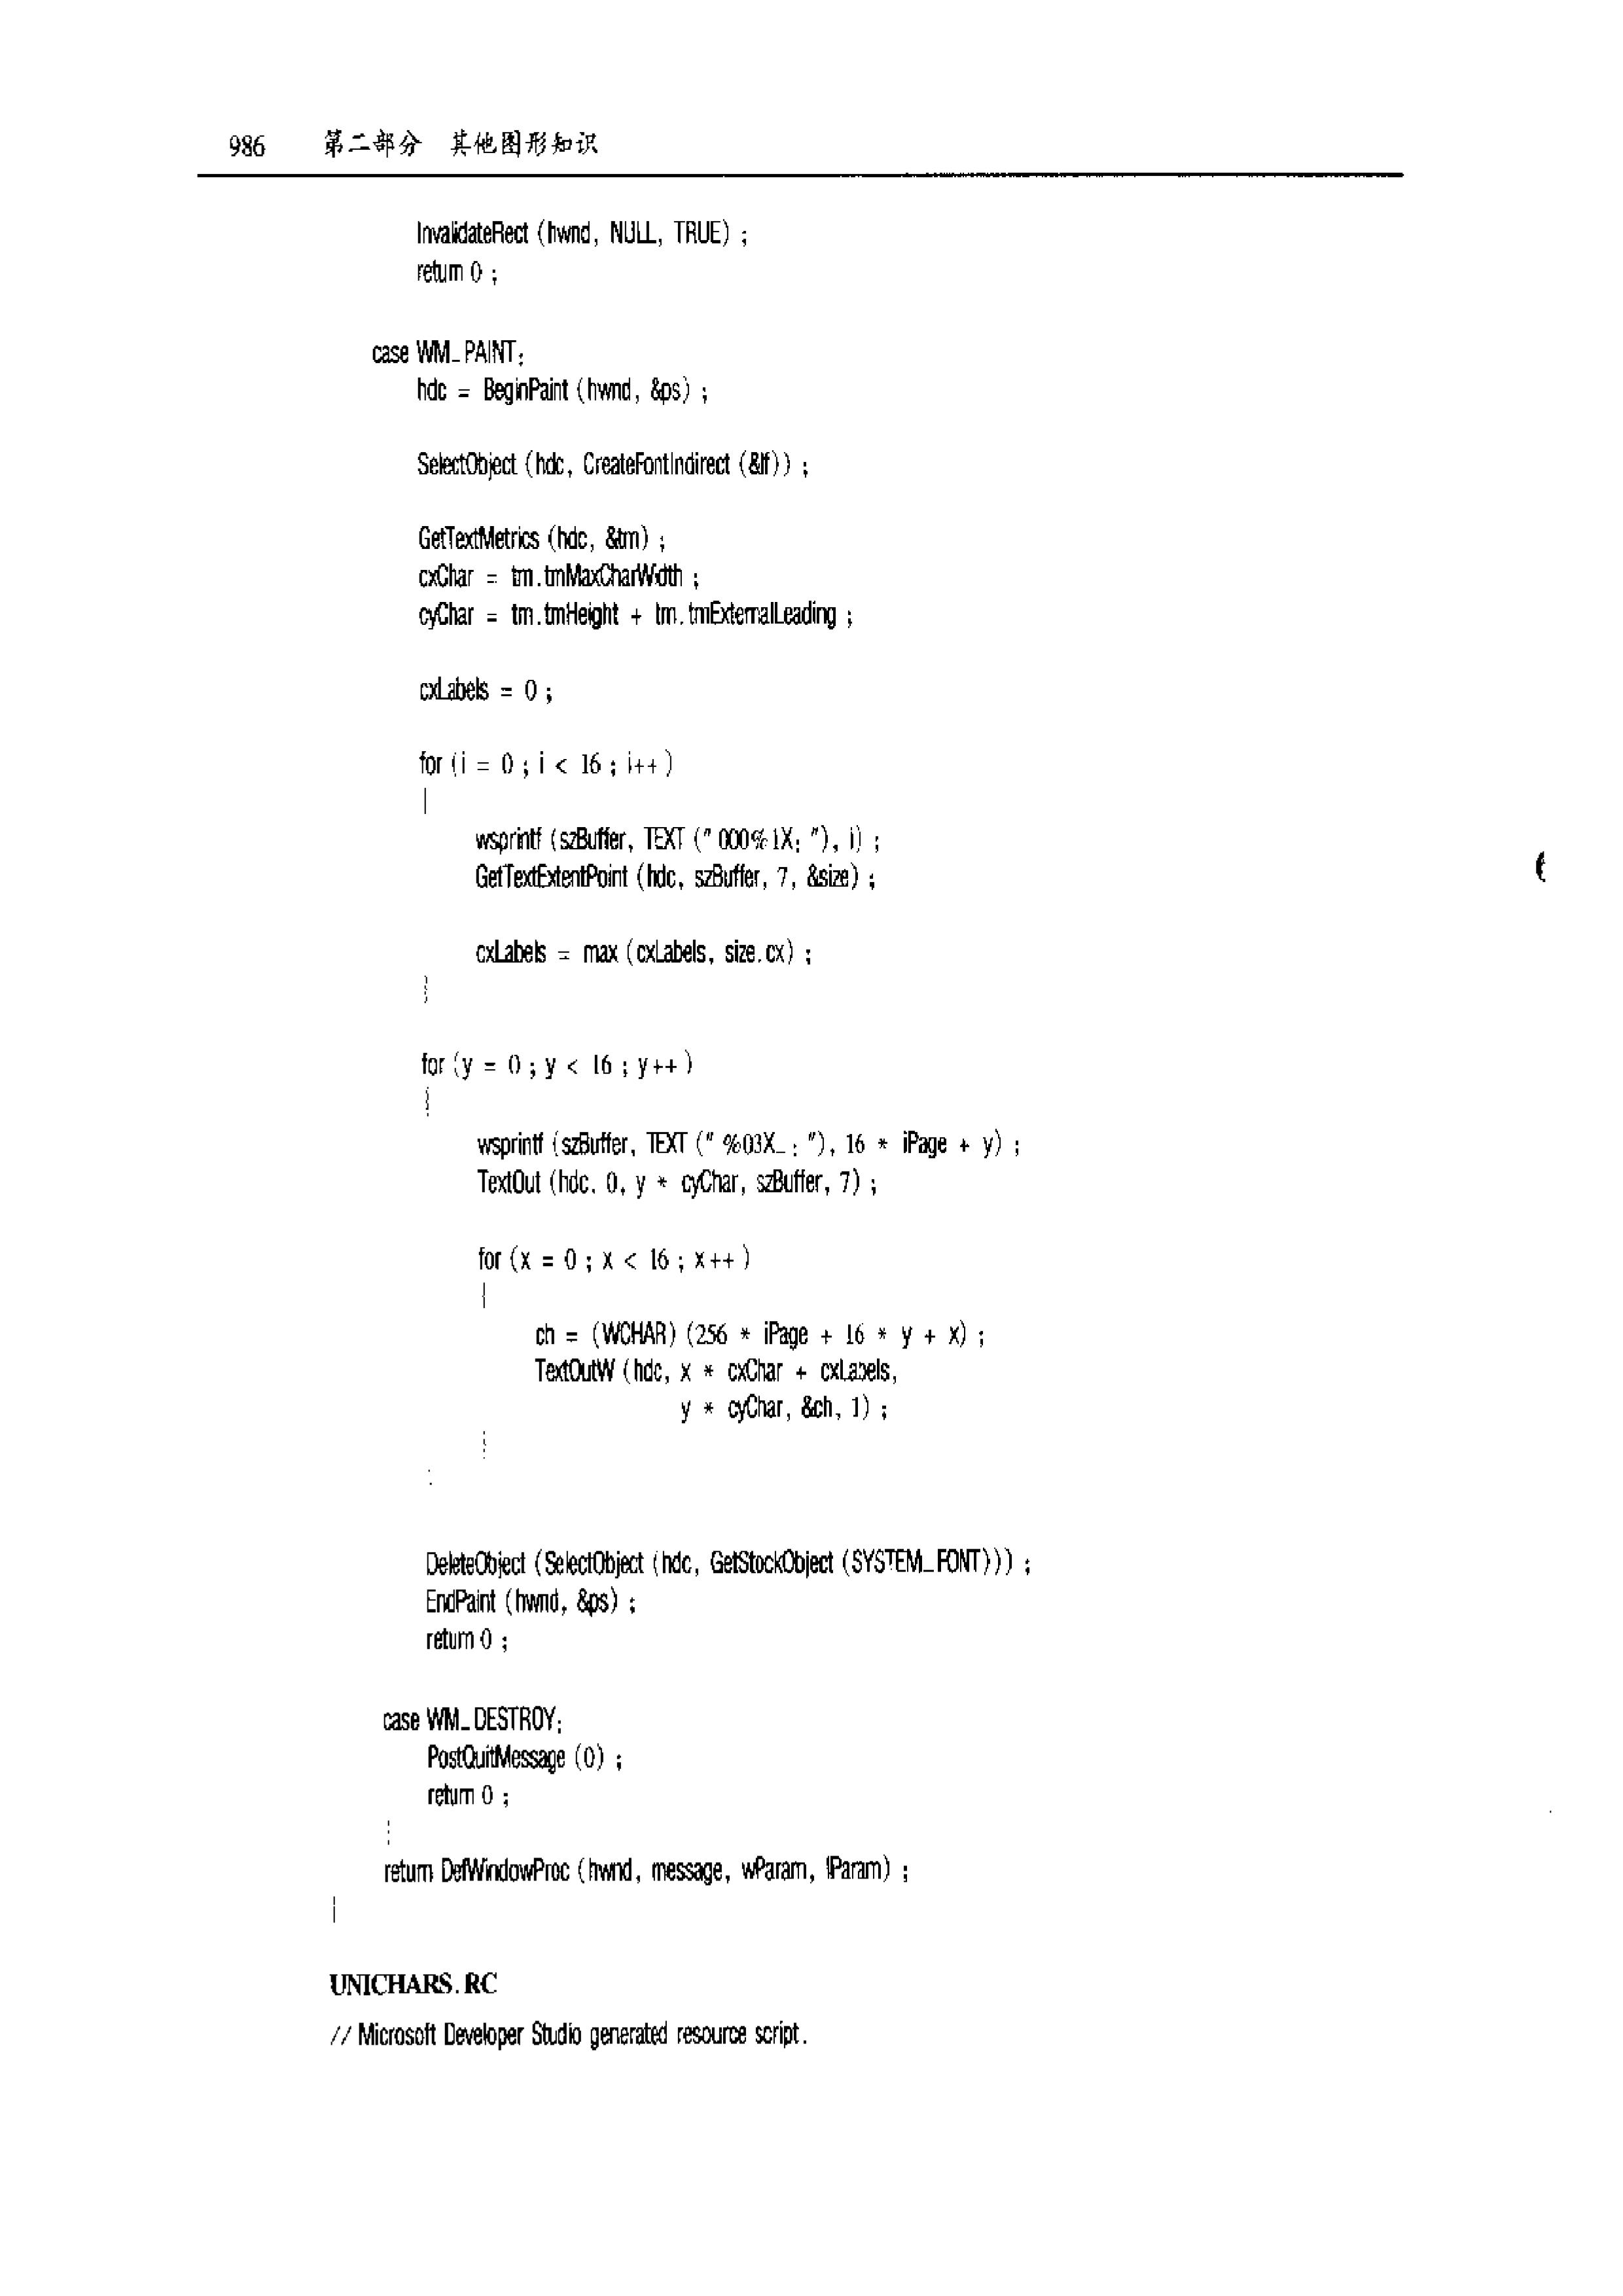 986 第二部分 其他图形知识
InvalidateRect (hwnd, NULL, TRUE) ;
return 0 ;
case WM_PAINT:
hdc = BeginPaint (hwnd, &ps) ;
SelectObject (hdc, CreateFontIndirect (&lf)) ;
GetTextMetrics (hdc, &tm) ;
cxChar = tm.tmMaxCharWidth ;
cyChar = tm.tmHeight + tm.tmExternalLeading ;
cxLabels = 0 ;
for (i = 0 ; i < 16 ; i++ )
{
wsprintf (szBuffer, TEXT (" 000%1X: "), i) ;
GetTextExtentPoint (hdc, szBuffer, 7, &size) ;
cxLabels = max (cxLabels, size.cx) ;
}
for (y = 0 ; y < 16 ; y++ )
{
wsprintf (szBuffer, TEXT (" %03X_: "), 16 * iPage + y) ;
TextOut (hdc, 0, y * cyChar, szBuffer, 7) ;
for (x = 0 ; x < 16 ; x++ )
{
ch = (WCHAR) (256 * iPage + 16 * y + x) ;
TextOutW (hdc, x * cxChar + cxLabels,
y * cyChar, &ch, 1) ;
}
}
DeleteObject (SelectObject (hdc, GetStockObject (SYSTEM_FONT))) ;
EndPaint (hwnd, &ps) ;
return 0 ;
case WM_DESTROY:
PostQuitMessage (0) ;
return 0 ;
}
return DefWindowProc (hwnd, message, wParam, lParam) ;
}
UNICHARS.RC
// Microsoft Developer Studio generated resource script.